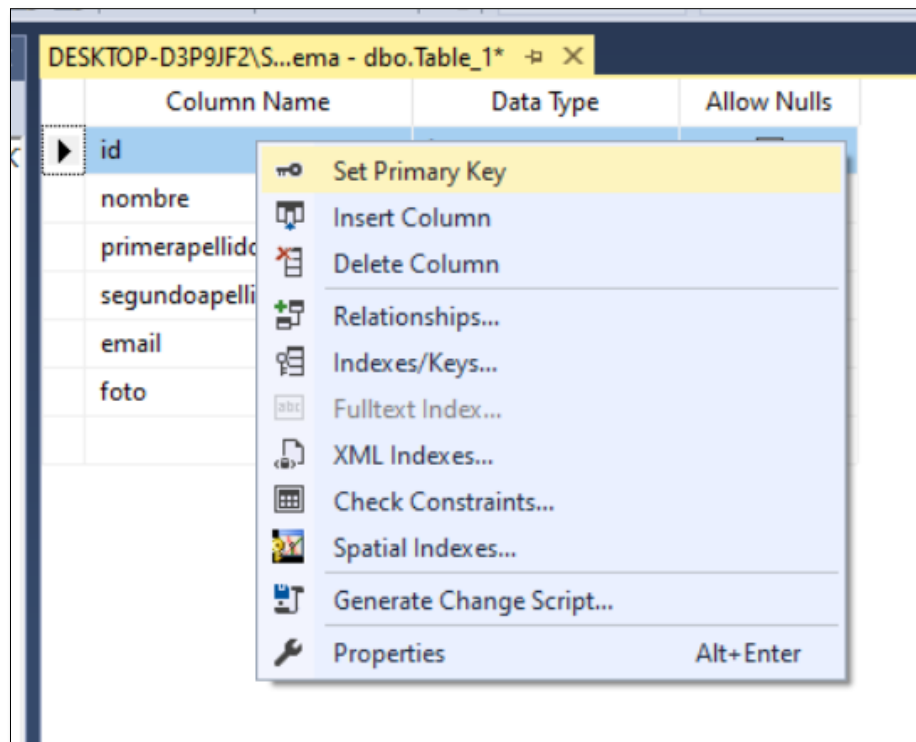 DESKTOP-D3P9JF2\S...ema - dbo.Table_1*
Column Name Data Type Allow Nulls
id
nombre
primerapellido
segundoapelli
email
foto
Set Primary Key
Insert Column
Delete Column
Relationships...
Indexes/Keys...
Fulltext Index...
XML Indexes...
Check Constraints...
Spatial Indexes...
Generate Change Script...
Properties Alt+Enter